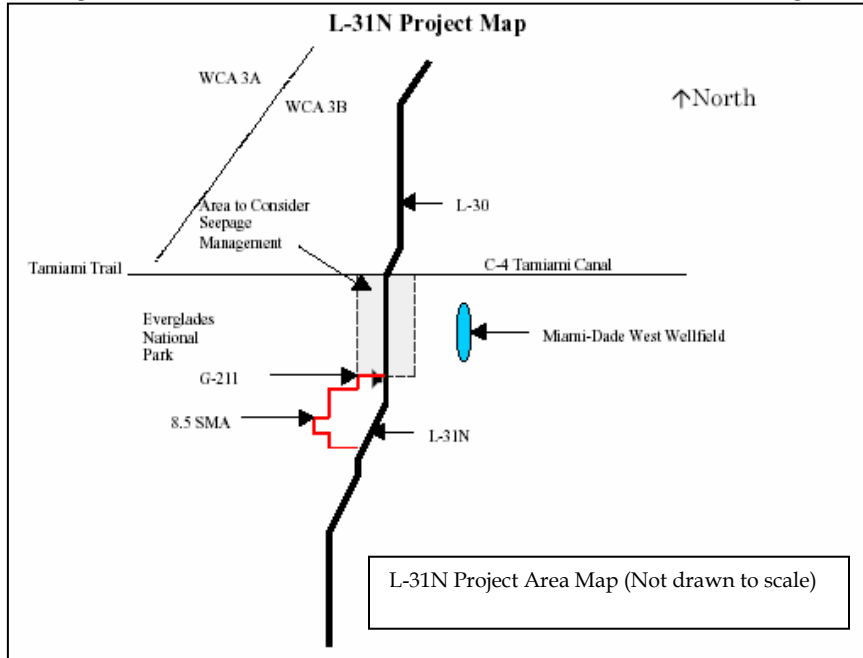 L-31N Project Map
WCA 3A
WCA 3B
↑North
Area to Consider
Seepage
Management
L-30
Tamiami Trail
C-4 Tamiami Canal
Everglades
National
Park
Miami-Dade West Wellfield
G-211
8.5 SMA
L-31N
L-31N Project Area Map (Not drawn to scale)